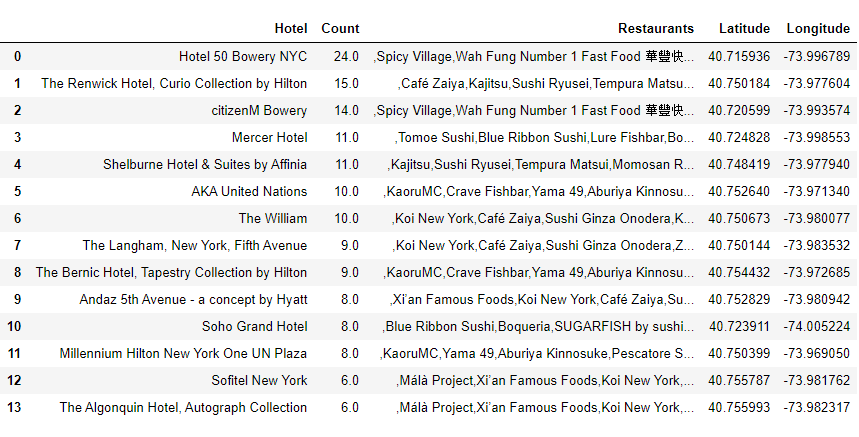 Hotel Count Restaurants Latitude Longitude
0 Hotel 50 Bowery NYC 24.0 ,Spicy Village,Wah Fung Number 1 Fast Food 華豐快... 40.715936 -73.996789
1 The Renwick Hotel, Curio Collection by Hilton 15.0 ,Café Zaiya,Kajitsu,Sushi Ryusei,Tempura Matsu... 40.750184 -73.977604
2 citizenM Bowery 14.0 ,Spicy Village,Wah Fung Number 1 Fast Food 華豐快... 40.720599 -73.993574
3 Mercer Hotel 11.0 ,Tomoe Sushi,Blue Ribbon Sushi,Lure Fishbar,Bo... 40.724828 -73.998553
4 Shelburne Hotel & Suites by Affinia 11.0 ,Kajitsu,Sushi Ryusei,Tempura Matsui,Momosan R... 40.748419 -73.977940
5 AKA United Nations 10.0 ,KaoruMC,Crave Fishbar,Yama 49,Aburiya Kinnosu... 40.752640 -73.971340
6 The William 10.0 ,Koi New York,Café Zaiya,Sushi Ginza Onodera,K... 40.750673 -73.980077
7 The Langham, New York, Fifth Avenue 9.0 ,Koi New York,Café Zaiya,Sushi Ginza Onodera,Z... 40.750144 -73.983532
8 The Bernic Hotel, Tapestry Collection by Hilton 9.0 ,KaoruMC,Crave Fishbar,Yama 49,Aburiya Kinnosu... 40.754432 -73.972685
9 Andaz 5th Avenue - a concept by Hyatt 8.0 ,Xi'an Famous Foods,Koi New York,Café Zaiya,Su... 40.752829 -73.980942
10 Soho Grand Hotel 8.0 ,Blue Ribbon Sushi,Boqueria,SUGARFISH by sushi... 40.723911 -74.005224
11 Millennium Hilton New York One UN Plaza 8.0 ,KaoruMC,Yama 49,Aburiya Kinnosuke,Pescatore S... 40.750399 -73.969050
12 Sofitel New York 6.0 ,Málà Project,Xi'an Famous Foods,Koi New York,... 40.755787 -73.981762
13 The Algonquin Hotel, Autograph Collection 6.0 ,Málà Project,Xi'an Famous Foods,Koi New York,... 40.755993 -73.982317